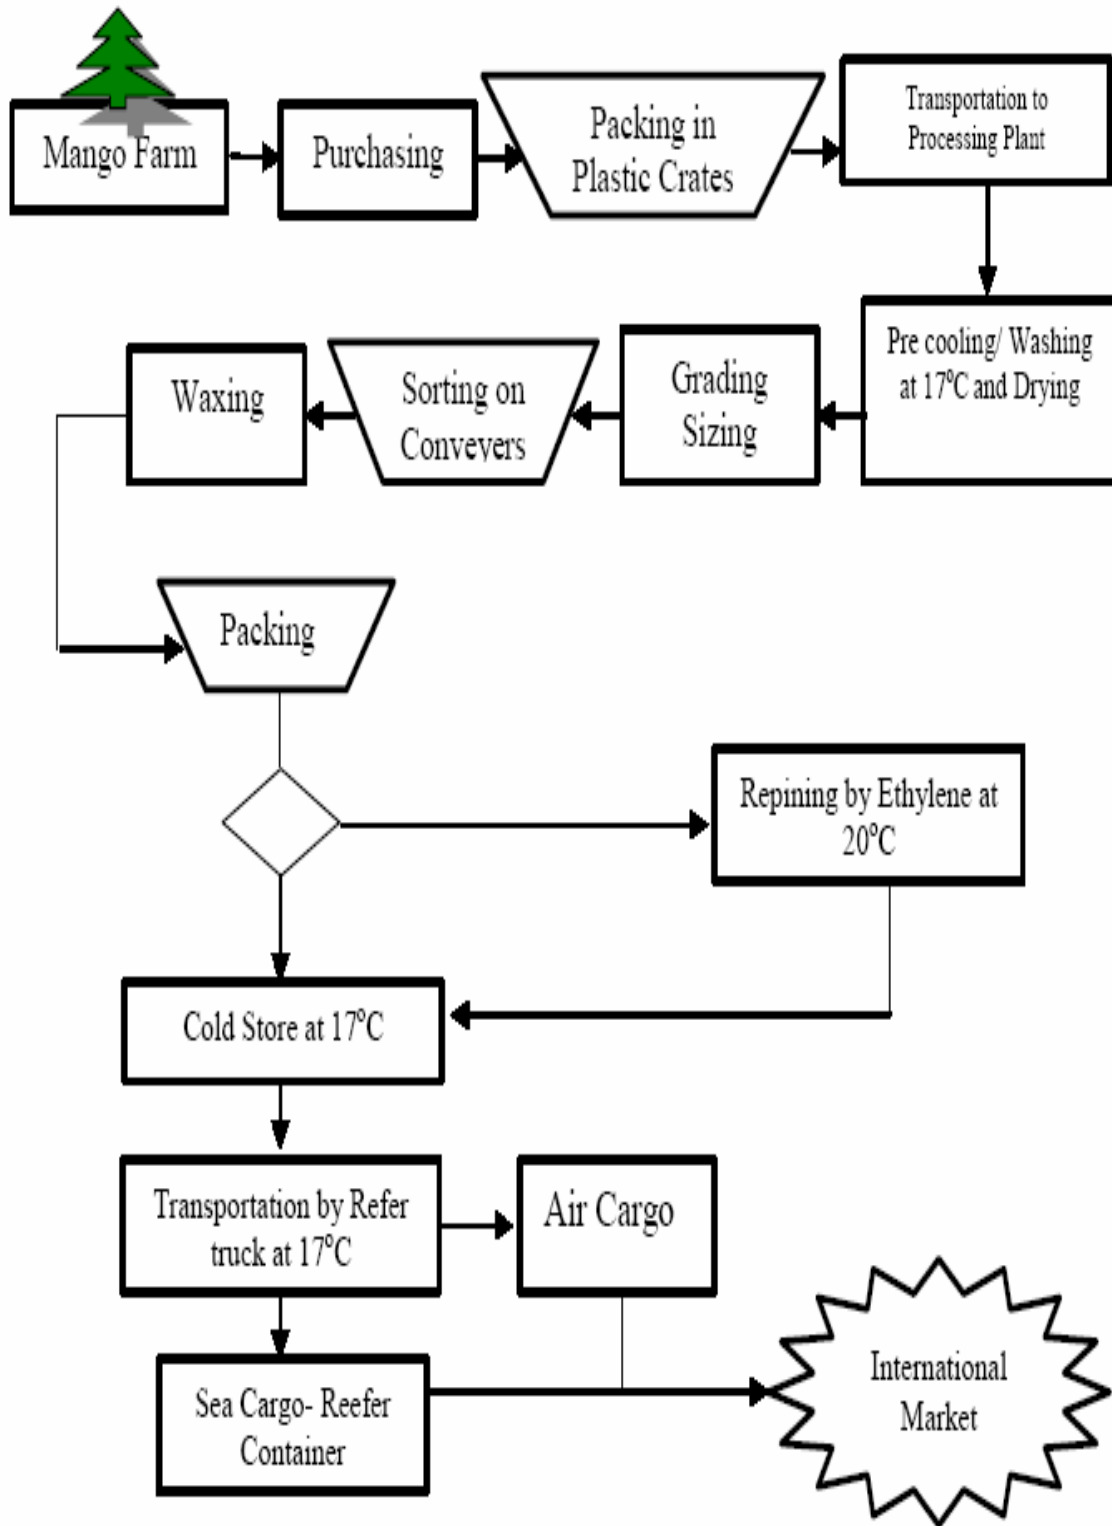 Mango Farm
Purchasing
Packing in
Plastic Crates
Transportation to
Processing Plant
Pre cooling/ Washing
at 17°C and Drying
Grading
Sizing
Sorting on
Conveyers
Waxing
Packing
Repining by Ethylene at
20°C
Cold Store at 17°C
Transportation by Refer
truck at 17°C
Air Cargo
Sea Cargo- Reefer
Container
International
Market